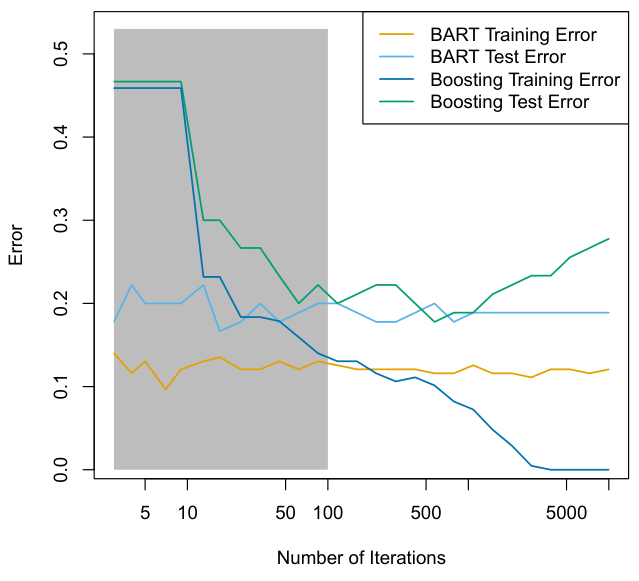 BART Training Error
BART Test Error
Boosting Training Error
Boosting Test Error
0.5
0.4
0.3
0.2
0.1
0.0
Error
5 10 50 100 500 5000
Number of Iterations